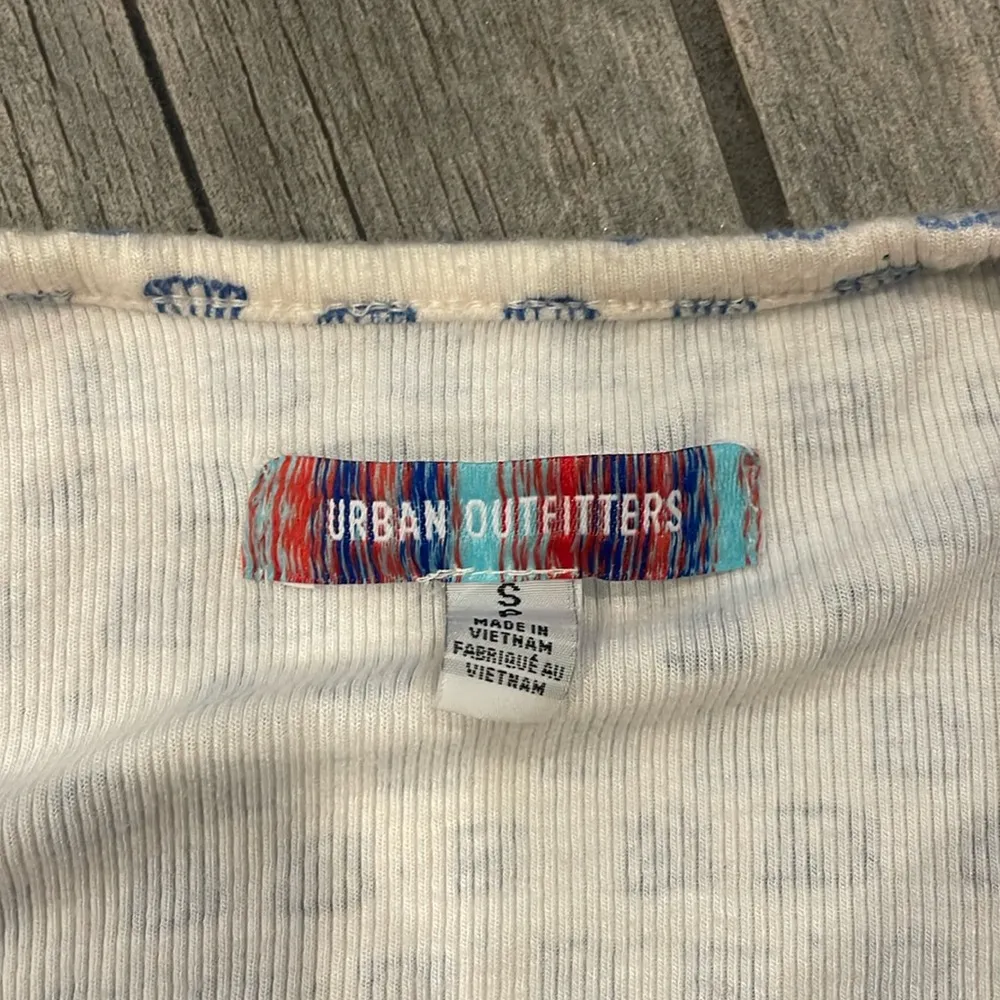 URBAN OUTFITTERS
S
P
MADE IN
VIETNAM
FABRIQUÉ AU
VIETNAM